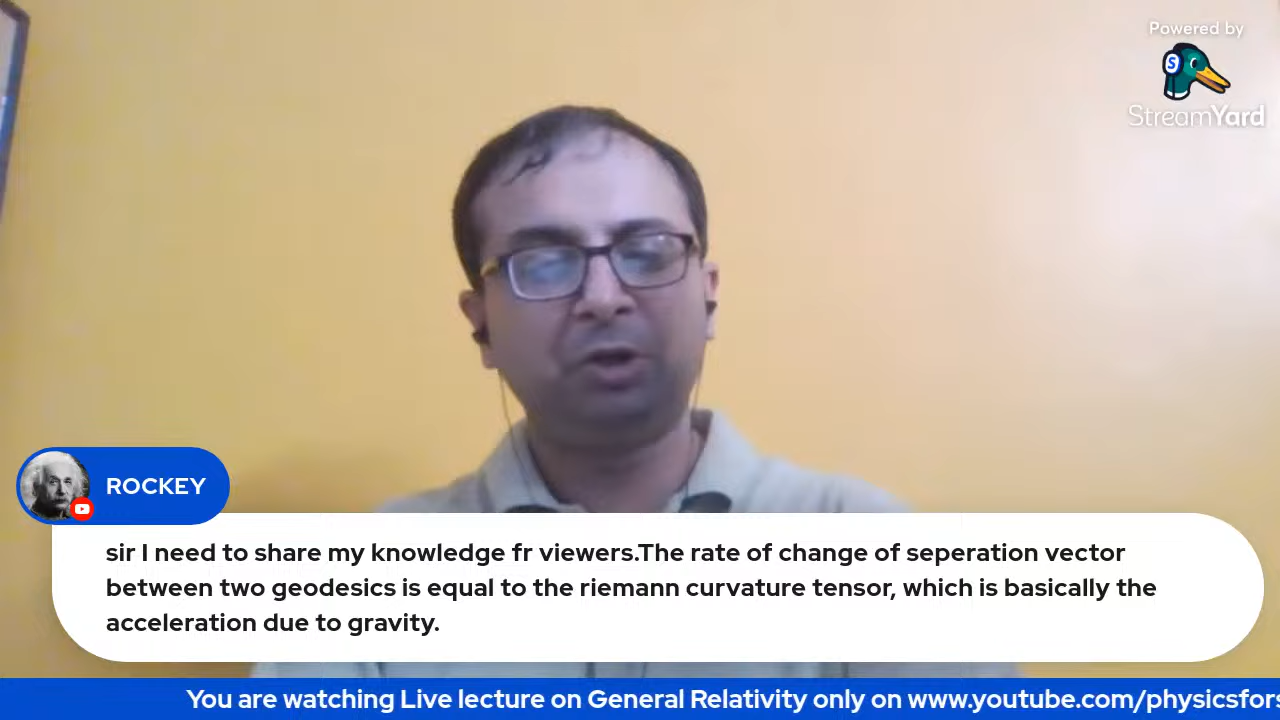 Powered by
StreamYard
ROCKEY
sir I need to share my knowledge fr viewers.The rate of change of seperation vector
between two geodesics is equal to the riemann curvature tensor, which is basically the
acceleration due to gravity.
You are watching Live lecture on General Relativity only on www.youtube.com/physicsfors